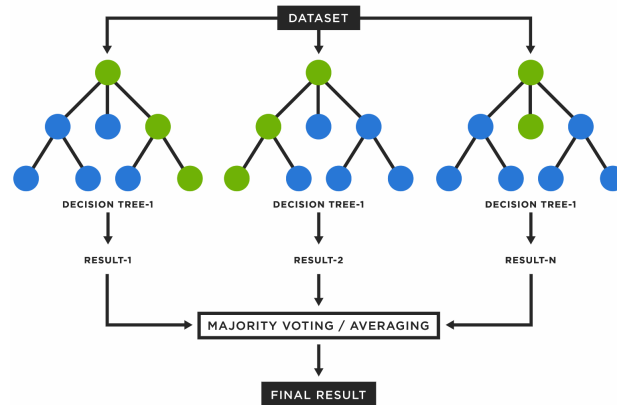 DATASET
DECISION TREE-1
DECISION TREE-1
DECISION TREE-1
RESULT-1
RESULT-2
RESULT-N
MAJORITY VOTING / AVERAGING
FINAL RESULT